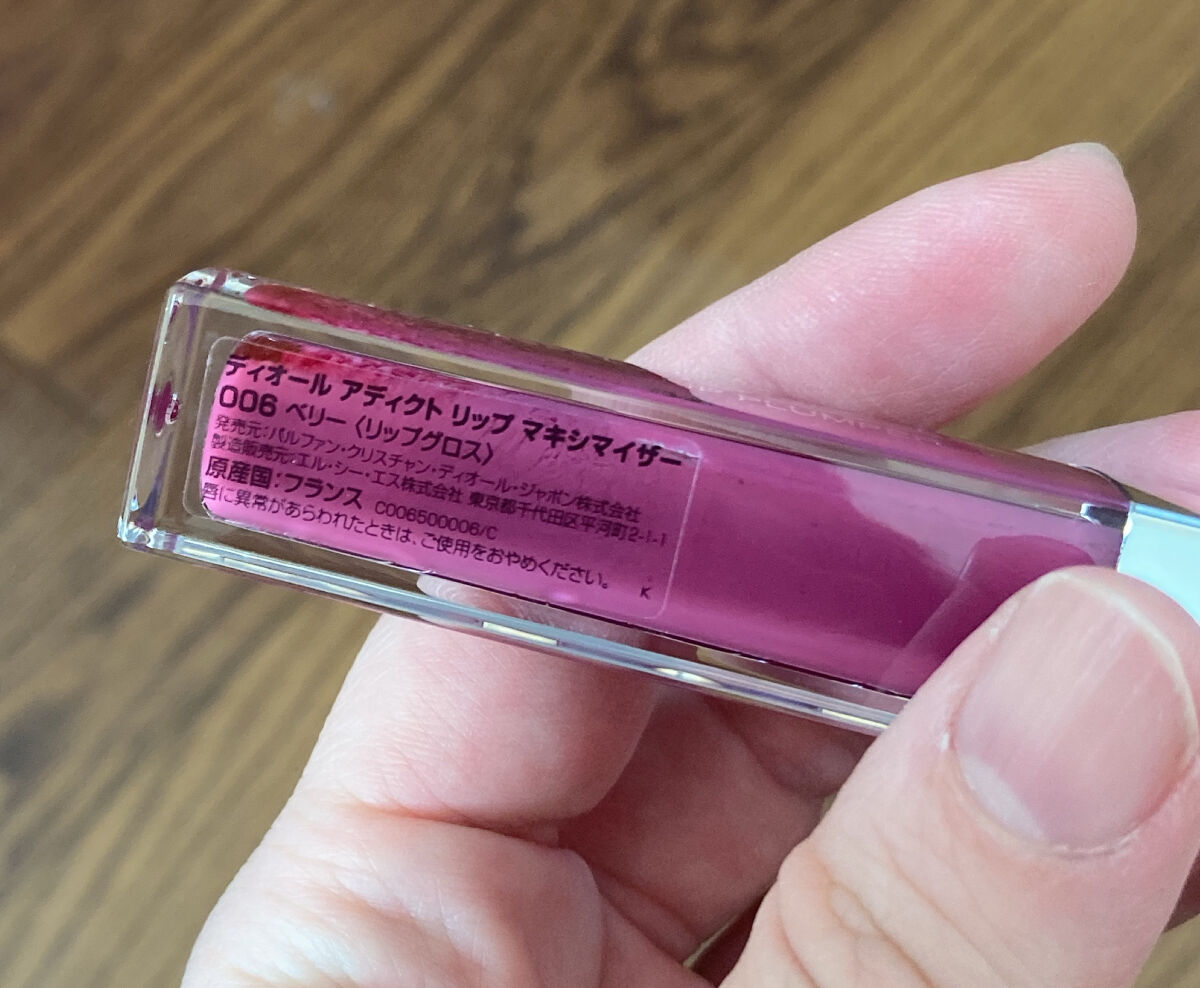 ディオール アディクト リップ マキシマイザー
006 ベリー〈リップグロス〉
発売元:パルファン・クリスチャン・ディオール・ジャポン株式会社
製造販売元:エル・シー・エス株式会社 東京都千代田区平河町2-1-1
原産国:フランス C006500006/C
唇に異常があらわれたときは、ご使用をおやめください。 K